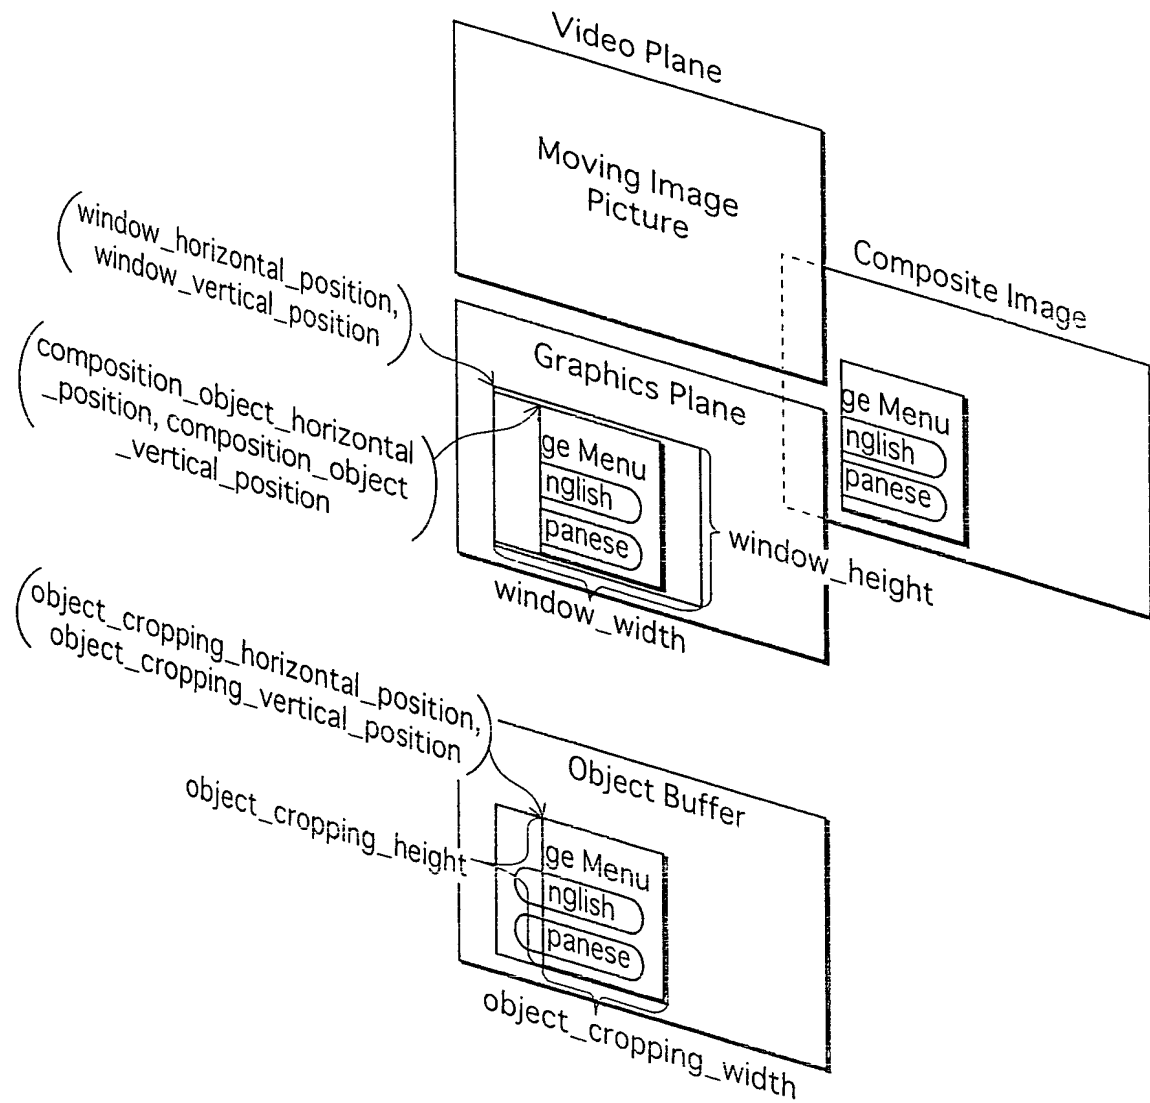 Video Plane
Moving Image
Picture
(window_horizontal_position,
window_vertical_position)
Composite Image
ge Menu
nglish
panese
(composition_object_horizontal
_position, composition_object
_vertical_position)
Graphics Plane
ge Menu
nglish
panese
window_height
window_width
(object_cropping_horizontal_position,
object_cropping_vertical_position)
Object Buffer
object_cropping_height
ge Menu
nglish
panese
object_cropping_width